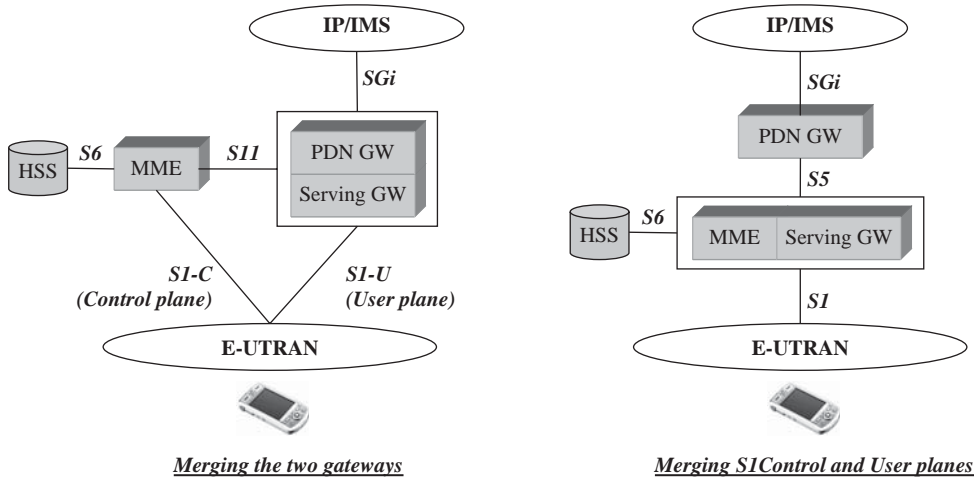 IP/IMS
SGi
PDN GW
Serving GW
HSS
S6
MME
S11
S1-C
(Control plane)
S1-U
(User plane)
E-UTRAN
Merging the two gateways
IP/IMS
SGi
PDN GW
S5
HSS
S6
MME
Serving GW
S1
E-UTRAN
Merging S1Control and User planes